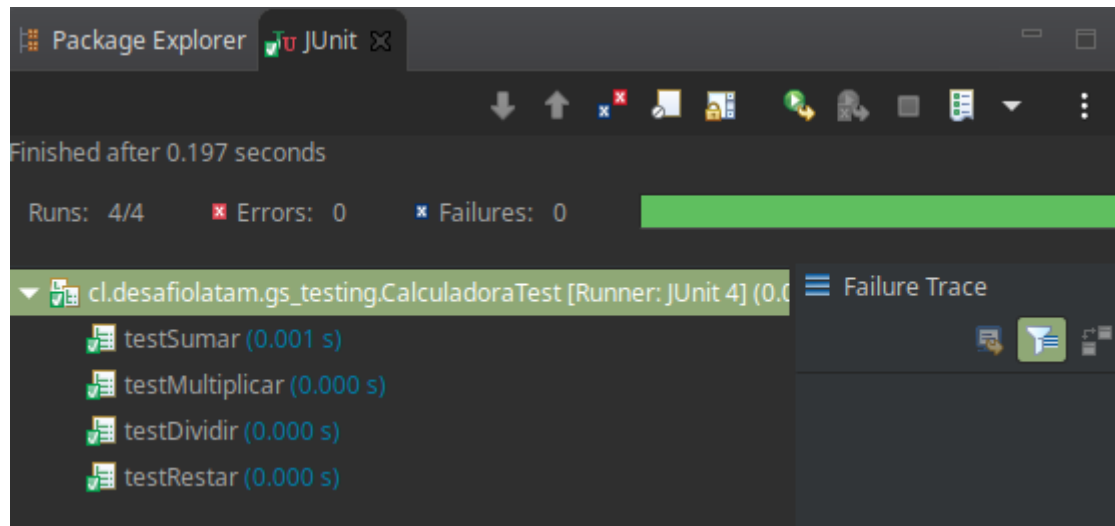 Package Explorer JUnit
Finished after 0.197 seconds
Runs: 4/4 Errors: 0 Failures: 0
cl.desafiolatam.gs_testing.CalculadoraTest [Runner: JUnit 4] (0.0
Failure Trace
testSumar (0.001 s)
testMultiplicar (0.000 s)
testDividir (0.000 s)
testRestar (0.000 s)